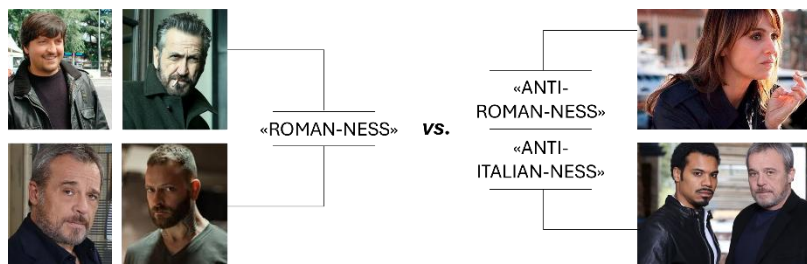 «ROMAN-NESS»
vs.
«ANTI-
ROMAN-NESS»
«ANTI-
ITALIAN-NESS»